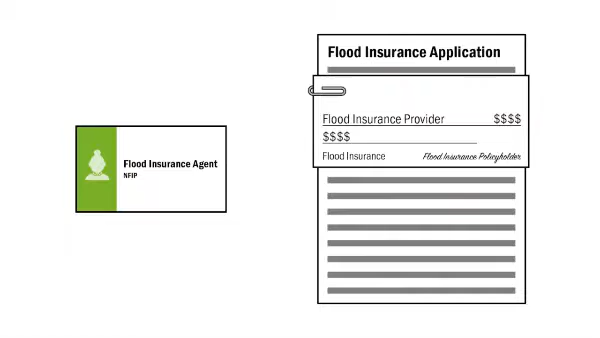 Flood Insurance Agent
NFIP
Flood Insurance Application
Flood Insurance Provider $$$$
$$$$
Flood Insurance Flood Insurance Policyholder